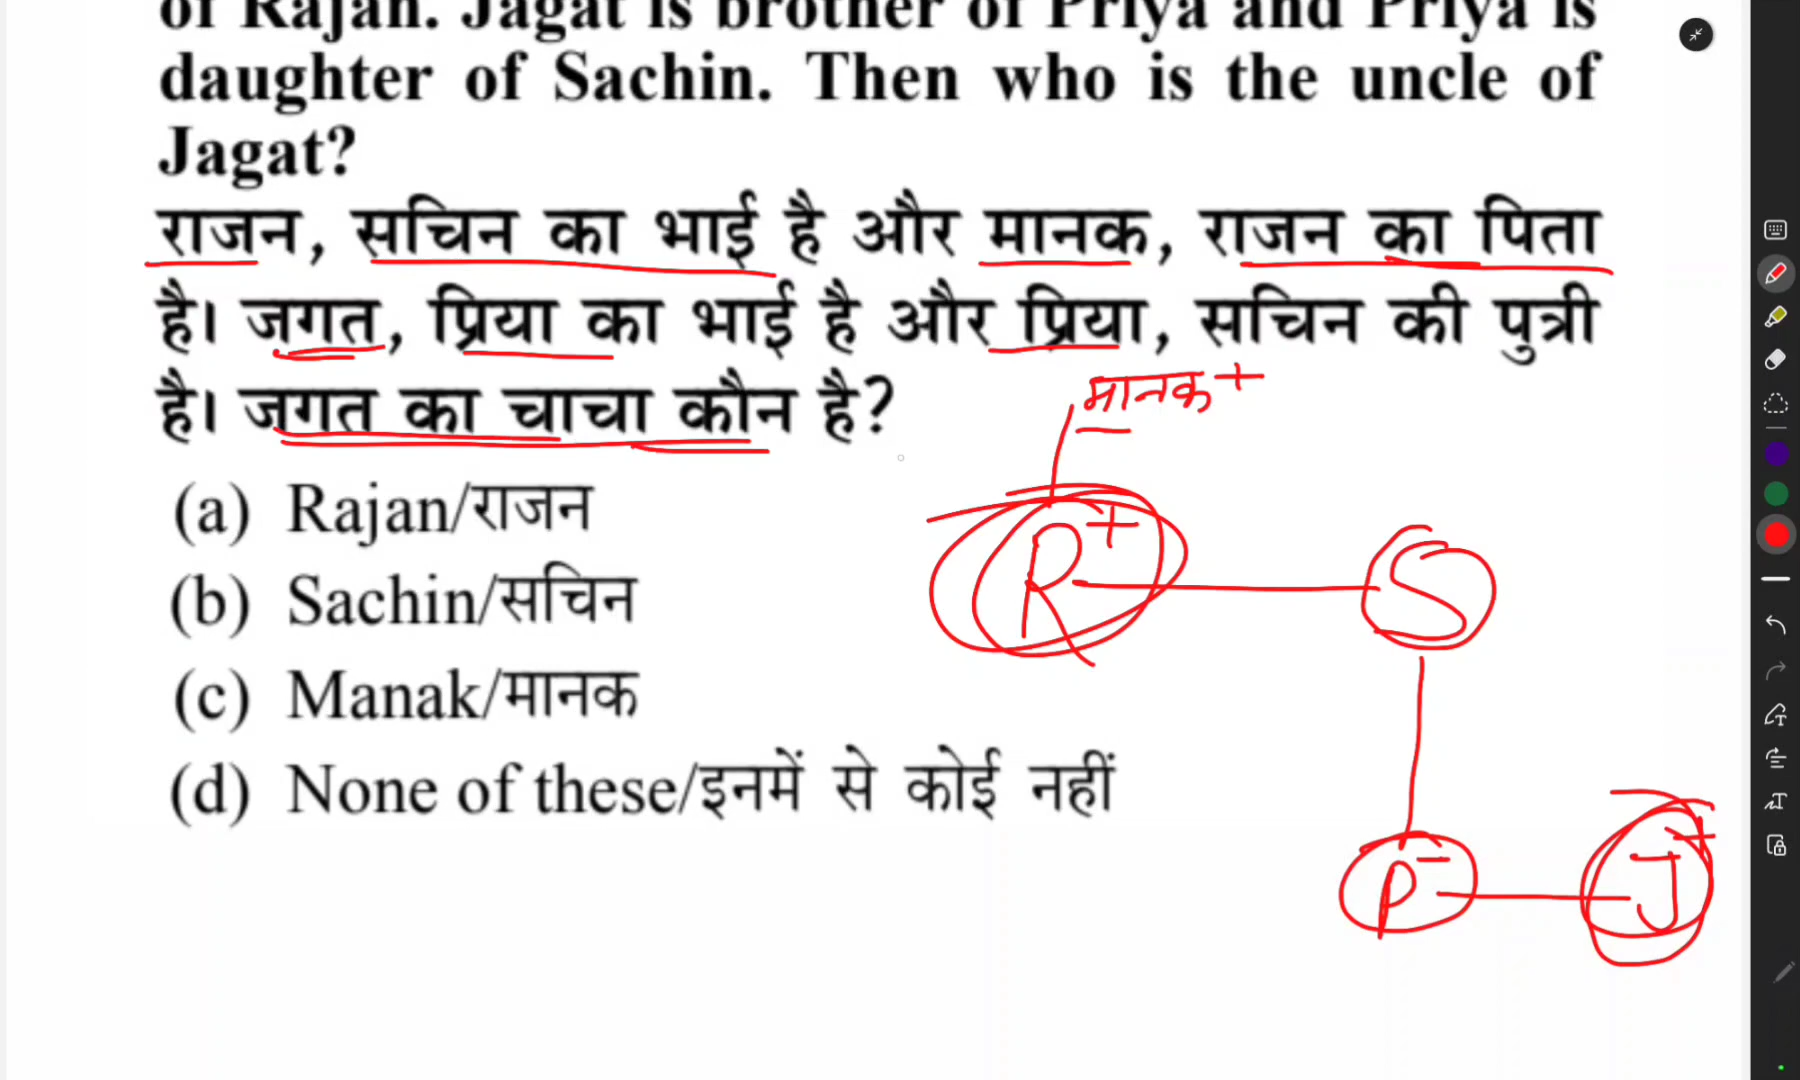 of Rajan. Jagat is brother of Priya and Priya is
daughter of Sachin. Then who is the uncle of
Jagat?
राजन, सचिन का भाई है और मानक, राजन का पिता
है। जगत, प्रिया का भाई है और प्रिया, सचिन की पुत्री
है। जगत का चाचा कौन है?
मानक +
(a) Rajan/राजन
R + S
(b) Sachin/सचिन
(c) Manak/मानक
(d) None of these/इनमें से कोई नहीं
P - J +